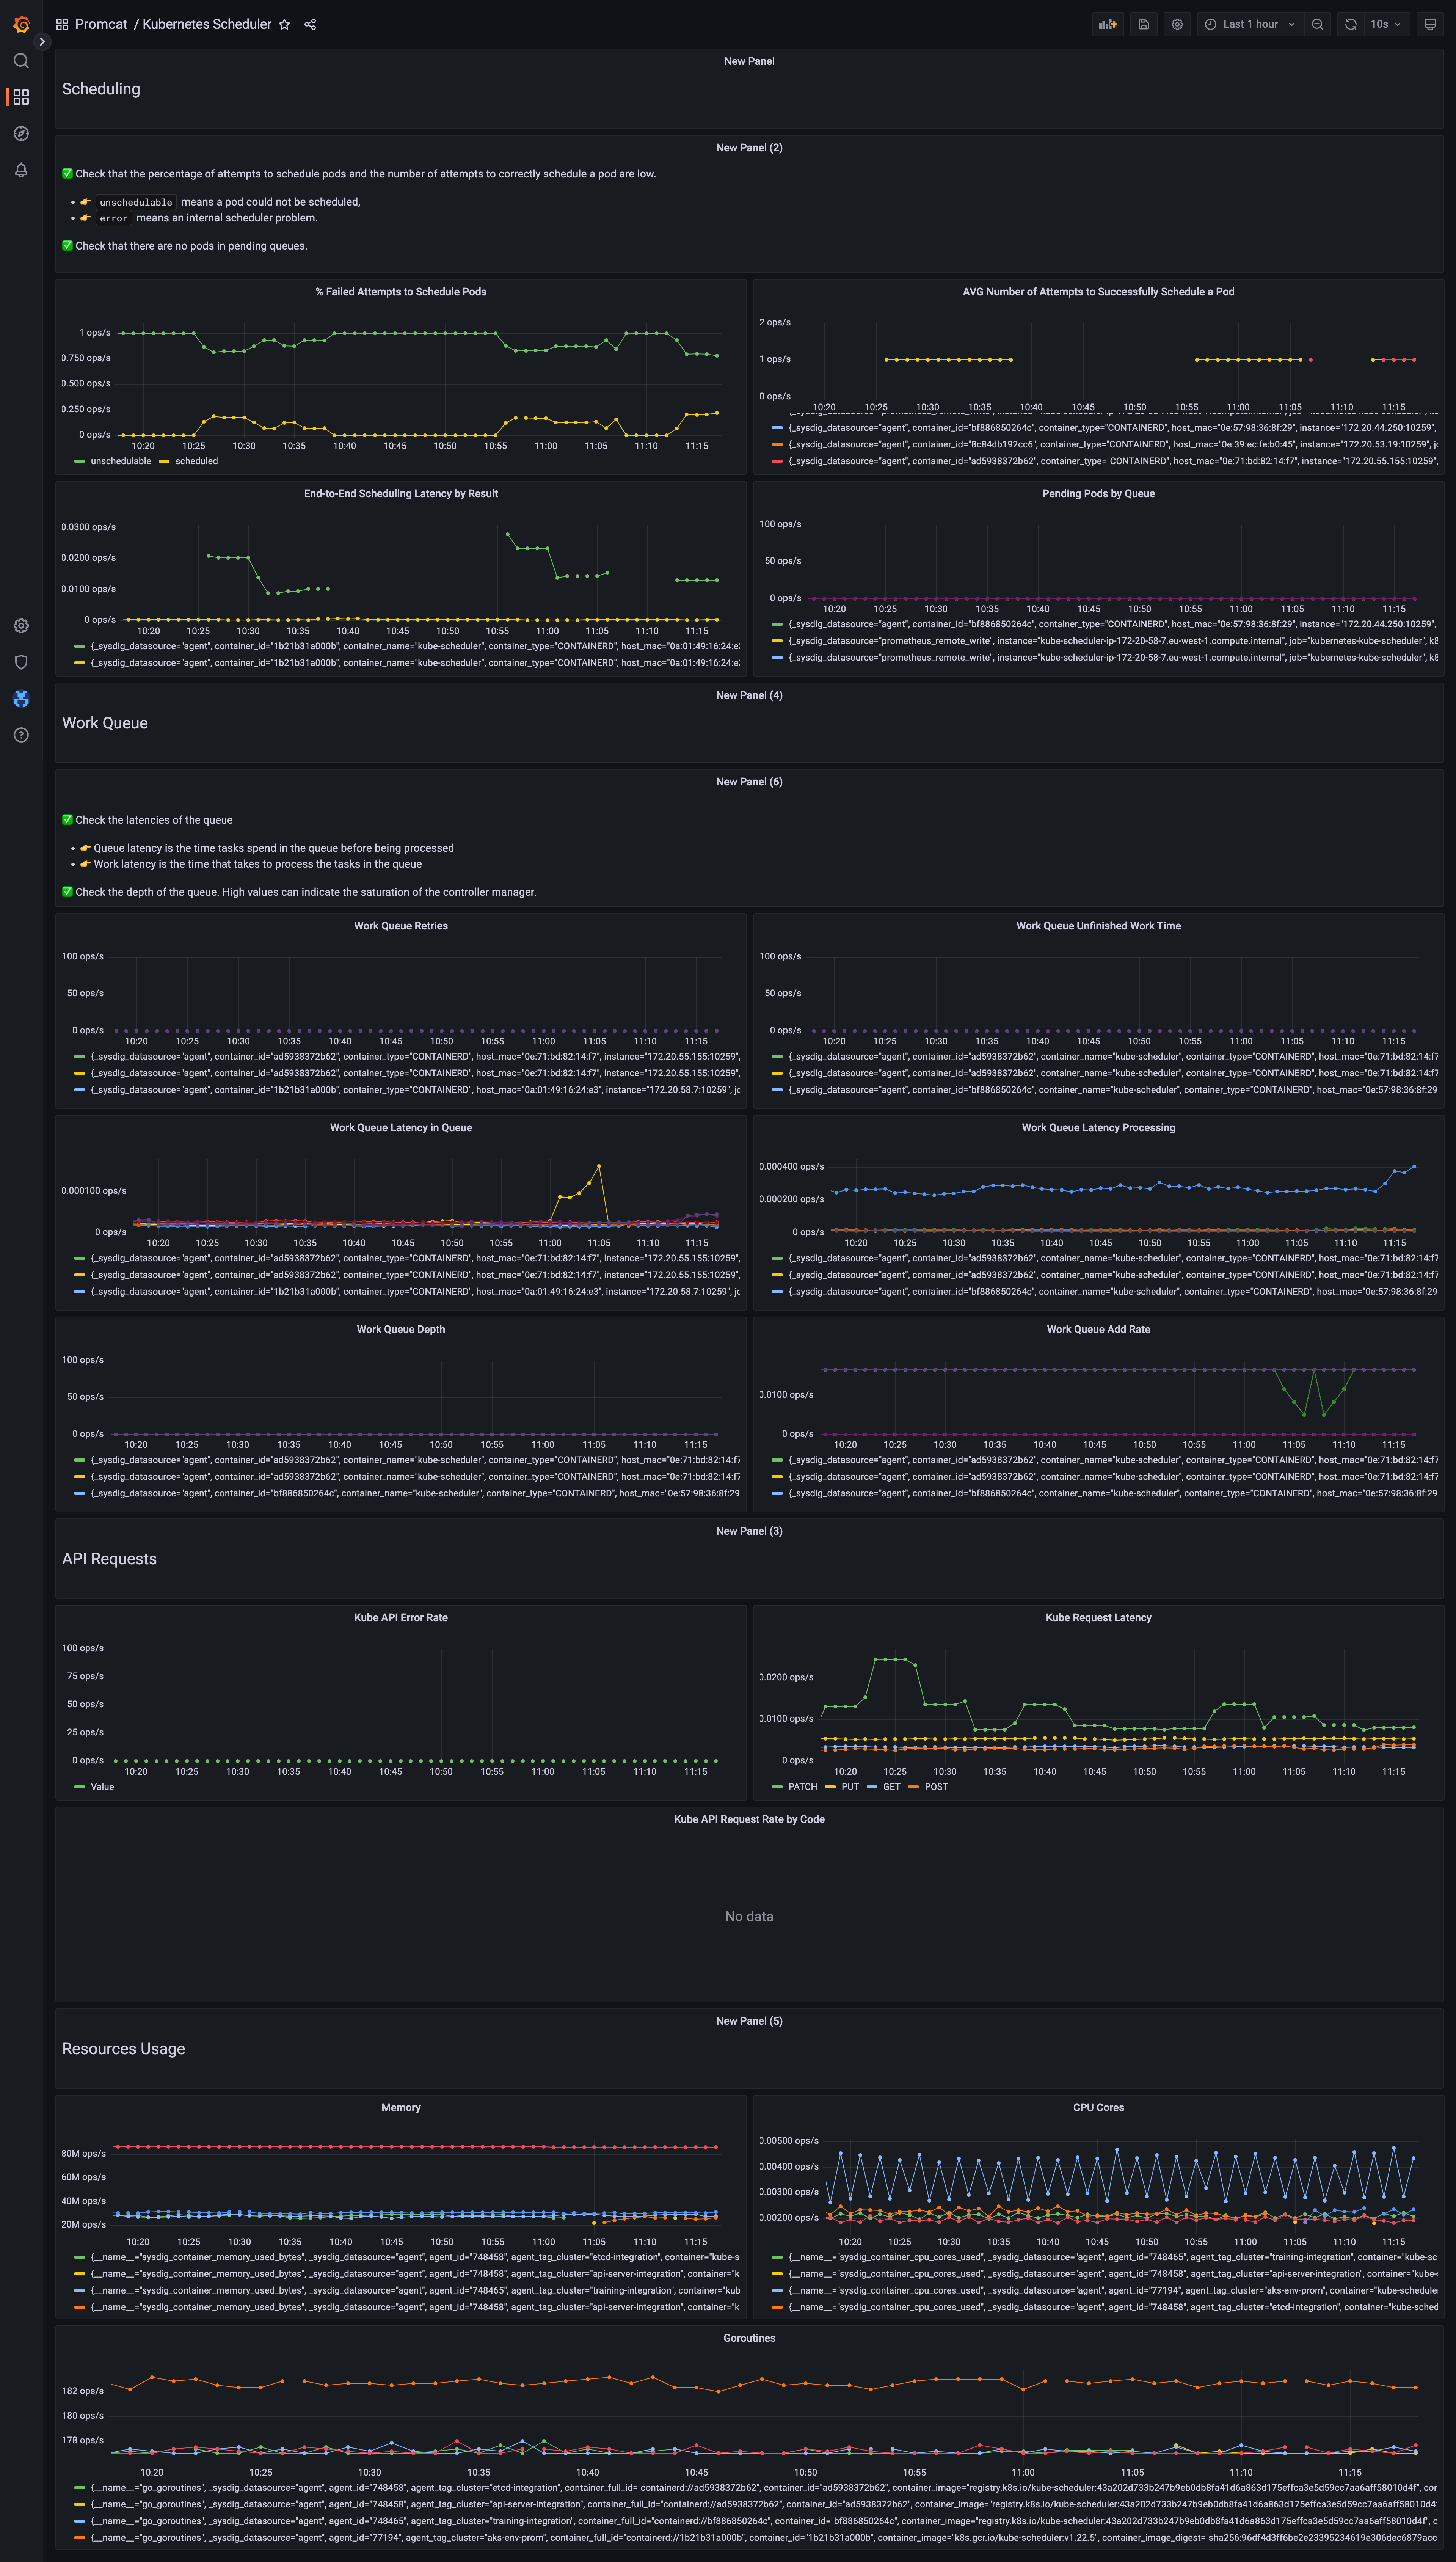 Promcat / Kubernetes Scheduler
Last 1 hour
10s
New Panel
Scheduling
New Panel (2)
✅ Check that the percentage of attempts to schedule pods and the number of attempts to correctly schedule a pod are low.
• 👉 unschedulable means a pod could not be scheduled,
• 👉 error means an internal scheduler problem.
✅ Check that there are no pods in pending queues.
% Failed Attempts to Schedule Pods
1 ops/s
0.750 ops/s
0.500 ops/s
0.250 ops/s
0 ops/s
10:20 10:25 10:30 10:35 10:40 10:45 10:50 10:55 11:00 11:05 11:10 11:15
unschedulable scheduled
AVG Number of Attempts to Successfully Schedule a Pod
2 ops/s
1 ops/s
0 ops/s
10:20 10:25 10:30 10:35 10:40 10:45 10:50 10:55 11:00 11:05 11:10 11:15
{_sysdig_datasource="agent", container_id="bf886850264c", container_type="CONTAINERD", host_mac="0e:57:98:36:8f:29", instance="172.20.44.250:10259",
{_sysdig_datasource="agent", container_id="8c84db192cc6", container_type="CONTAINERD", host_mac="0e:39:ec:fe:b0:45", instance="172.20.53.19:10259",
{_sysdig_datasource="agent", container_id="ad5938372b62", container_type="CONTAINERD", host_mac="0e:71:bd:82:14:f7", instance="172.20.55.155:10259",
End-to-End Scheduling Latency by Result
0.0300 ops/s
0.0200 ops/s
0.0100 ops/s
0 ops/s
10:20 10:25 10:30 10:35 10:40 10:45 10:50 10:55 11:00 11:05 11:10 11:15
{_sysdig_datasource="agent", container_id="1b21b31a000b", container_name="kube-scheduler", container_type="CONTAINERD", host_mac="0a:01:49:16:24:e
{_sysdig_datasource="agent", container_id="1b21b31a000b", container_name="kube-scheduler", container_type="CONTAINERD", host_mac="0a:01:49:16:24:e
Pending Pods by Queue
100 ops/s
50 ops/s
0 ops/s
10:20 10:25 10:30 10:35 10:40 10:45 10:50 10:55 11:00 11:05 11:10 11:15
{_sysdig_datasource="agent", container_id="bf886850264c", container_type="CONTAINERD", host_mac="0e:57:98:36:8f:29", instance="172.20.44.250:10259",
{_sysdig_datasource="prometheus_remote_write", instance="kube-scheduler-ip-172-20-58-7.eu-west-1.compute.internal", job="kubernetes-kube-scheduler", k8
{_sysdig_datasource="prometheus_remote_write", instance="kube-scheduler-ip-172-20-58-7.eu-west-1.compute.internal", job="kubernetes-kube-scheduler", k8
New Panel (4)
Work Queue
New Panel (6)
✅ Check the latencies of the queue
• 👉 Queue latency is the time tasks spend in the queue before being processed
• 👉 Work latency is the time that takes to process the tasks in the queue
✅ Check the depth of the queue. High values can indicate the saturation of the controller manager.
Work Queue Retries
100 ops/s
50 ops/s
0 ops/s
10:20 10:25 10:30 10:35 10:40 10:45 10:50 10:55 11:00 11:05 11:10 11:15
{_sysdig_datasource="agent", container_id="ad5938372b62", container_type="CONTAINERD", host_mac="0e:71:bd:82:14:f7", instance="172.20.55.155:10259",
{_sysdig_datasource="agent", container_id="ad5938372b62", container_type="CONTAINERD", host_mac="0e:71:bd:82:14:f7", instance="172.20.55.155:10259",
{_sysdig_datasource="agent", container_id="1b21b31a000b", container_type="CONTAINERD", host_mac="0a:01:49:16:24:e3", instance="172.20.58.7:10259", jo
Work Queue Unfinished Work Time
100 ops/s
50 ops/s
0 ops/s
10:20 10:25 10:30 10:35 10:40 10:45 10:50 10:55 11:00 11:05 11:10 11:15
{_sysdig_datasource="agent", container_id="ad5938372b62", container_name="kube-scheduler", container_type="CONTAINERD", host_mac="0e:71:bd:82:14:f7
{_sysdig_datasource="agent", container_id="ad5938372b62", container_name="kube-scheduler", container_type="CONTAINERD", host_mac="0e:71:bd:82:14:f7
{_sysdig_datasource="agent", container_id="bf886850264c", container_name="kube-scheduler", container_type="CONTAINERD", host_mac="0e:57:98:36:8f:29
Work Queue Latency in Queue
0.000100 ops/s
0 ops/s
10:20 10:25 10:30 10:35 10:40 10:45 10:50 10:55 11:00 11:05 11:10 11:15
{_sysdig_datasource="agent", container_id="ad5938372b62", container_type="CONTAINERD", host_mac="0e:71:bd:82:14:f7", instance="172.20.55.155:10259",
{_sysdig_datasource="agent", container_id="ad5938372b62", container_type="CONTAINERD", host_mac="0e:71:bd:82:14:f7", instance="172.20.55.155:10259",
{_sysdig_datasource="agent", container_id="1b21b31a000b", container_type="CONTAINERD", host_mac="0a:01:49:16:24:e3", instance="172.20.58.7:10259", jo
Work Queue Latency Processing
0.000400 ops/s
0.000200 ops/s
0 ops/s
10:20 10:25 10:30 10:35 10:40 10:45 10:50 10:55 11:00 11:05 11:10 11:15
{_sysdig_datasource="agent", container_id="ad5938372b62", container_name="kube-scheduler", container_type="CONTAINERD", host_mac="0e:71:bd:82:14:f7
{_sysdig_datasource="agent", container_id="ad5938372b62", container_name="kube-scheduler", container_type="CONTAINERD", host_mac="0e:71:bd:82:14:f7
{_sysdig_datasource="agent", container_id="bf886850264c", container_name="kube-scheduler", container_type="CONTAINERD", host_mac="0e:57:98:36:8f:29
Work Queue Depth
100 ops/s
50 ops/s
0 ops/s
10:20 10:25 10:30 10:35 10:40 10:45 10:50 10:55 11:00 11:05 11:10 11:15
{_sysdig_datasource="agent", container_id="ad5938372b62", container_name="kube-scheduler", container_type="CONTAINERD", host_mac="0e:71:bd:82:14:f7
{_sysdig_datasource="agent", container_id="ad5938372b62", container_name="kube-scheduler", container_type="CONTAINERD", host_mac="0e:71:bd:82:14:f7
{_sysdig_datasource="agent", container_id="bf886850264c", container_name="kube-scheduler", container_type="CONTAINERD", host_mac="0e:57:98:36:8f:29
Work Queue Add Rate
0.0100 ops/s
0 ops/s
10:20 10:25 10:30 10:35 10:40 10:45 10:50 10:55 11:00 11:05 11:10 11:15
{_sysdig_datasource="agent", container_id="ad5938372b62", container_name="kube-scheduler", container_type="CONTAINERD", host_mac="0e:71:bd:82:14:f7
{_sysdig_datasource="agent", container_id="ad5938372b62", container_name="kube-scheduler", container_type="CONTAINERD", host_mac="0e:71:bd:82:14:f7
{_sysdig_datasource="agent", container_id="bf886850264c", container_name="kube-scheduler", container_type="CONTAINERD", host_mac="0e:57:98:36:8f:29
New Panel (3)
API Requests
Kube API Error Rate
100 ops/s
75 ops/s
50 ops/s
25 ops/s
0 ops/s
10:20 10:25 10:30 10:35 10:40 10:45 10:50 10:55 11:00 11:05 11:10 11:15
Value
Kube Request Latency
0.0200 ops/s
0.0100 ops/s
0 ops/s
10:20 10:25 10:30 10:35 10:40 10:45 10:50 10:55 11:00 11:05 11:10 11:15
PATCH PUT GET POST
Kube API Request Rate by Code
No data
New Panel (5)
Resources Usage
Memory
80M ops/s
60M ops/s
40M ops/s
20M ops/s
10:20 10:25 10:30 10:35 10:40 10:45 10:50 10:55 11:00 11:05 11:10 11:15
{__name__="sysdig_container_memory_used_bytes", _sysdig_datasource="agent", agent_id="748458", agent_tag_cluster="etcd-integration", container="kube-s
{__name__="sysdig_container_memory_used_bytes", _sysdig_datasource="agent", agent_id="748458", agent_tag_cluster="api-server-integration", container="k
{__name__="sysdig_container_memory_used_bytes", _sysdig_datasource="agent", agent_id="748465", agent_tag_cluster="training-integration", container="kub
{__name__="sysdig_container_memory_used_bytes", _sysdig_datasource="agent", agent_id="748458", agent_tag_cluster="api-server-integration", container="k
CPU Cores
0.00500 ops/s
0.00400 ops/s
0.00300 ops/s
0.00200 ops/s
10:20 10:25 10:30 10:35 10:40 10:45 10:50 10:55 11:00 11:05 11:10 11:15
{__name__="sysdig_container_cpu_cores_used", _sysdig_datasource="agent", agent_id="748465", agent_tag_cluster="training-integration", container="kube-sc
{__name__="sysdig_container_cpu_cores_used", _sysdig_datasource="agent", agent_id="748458", agent_tag_cluster="api-server-integration", container="kube-
{__name__="sysdig_container_cpu_cores_used", _sysdig_datasource="agent", agent_id="77194", agent_tag_cluster="aks-env-prom", container="kube-schedule
{__name__="sysdig_container_cpu_cores_used", _sysdig_datasource="agent", agent_id="748458", agent_tag_cluster="etcd-integration", container="kube-sched
Goroutines
182 ops/s
180 ops/s
178 ops/s
10:20 10:25 10:30 10:35 10:40 10:45 10:50 10:55 11:00 11:05 11:10 11:15
{__name__="go_goroutines", _sysdig_datasource="agent", agent_id="748458", agent_tag_cluster="etcd-integration", container_full_id="containerd://ad5938372b62", container_id="ad5938372b62", container_image="registry.k8s.io/kube-scheduler:43a202d733b247b9eb0db8fa41d6a863d175effca3e5d59cc7aa6aff58010d4f", cor
{__name__="go_goroutines", _sysdig_datasource="agent", agent_id="748458", agent_tag_cluster="api-server-integration", container_full_id="containerd://ad5938372b62", container_id="ad5938372b62", container_image="registry.k8s.io/kube-scheduler:43a202d733b247b9eb0db8fa41d6a863d175effca3e5d59cc7aa6aff58010d4
{__name__="go_goroutines", _sysdig_datasource="agent", agent_id="748465", agent_tag_cluster="training-integration", container_full_id="containerd://bf886850264c", container_id="bf886850264c", container_image="registry.k8s.io/kube-scheduler:43a202d733b247b9eb0db8fa41d6a863d175effca3e5d59cc7aa6aff58010d4f", c
{__name__="go_goroutines", _sysdig_datasource="agent", agent_id="77194", agent_tag_cluster="aks-env-prom", container_full_id="containerd://1b21b31a000b", container_id="1b21b31a000b", container_image="k8s.gcr.io/kube-scheduler:v1.22.5", container_image_digest="sha256:96df4d3ff6be2e23395234619e306dec6879acc